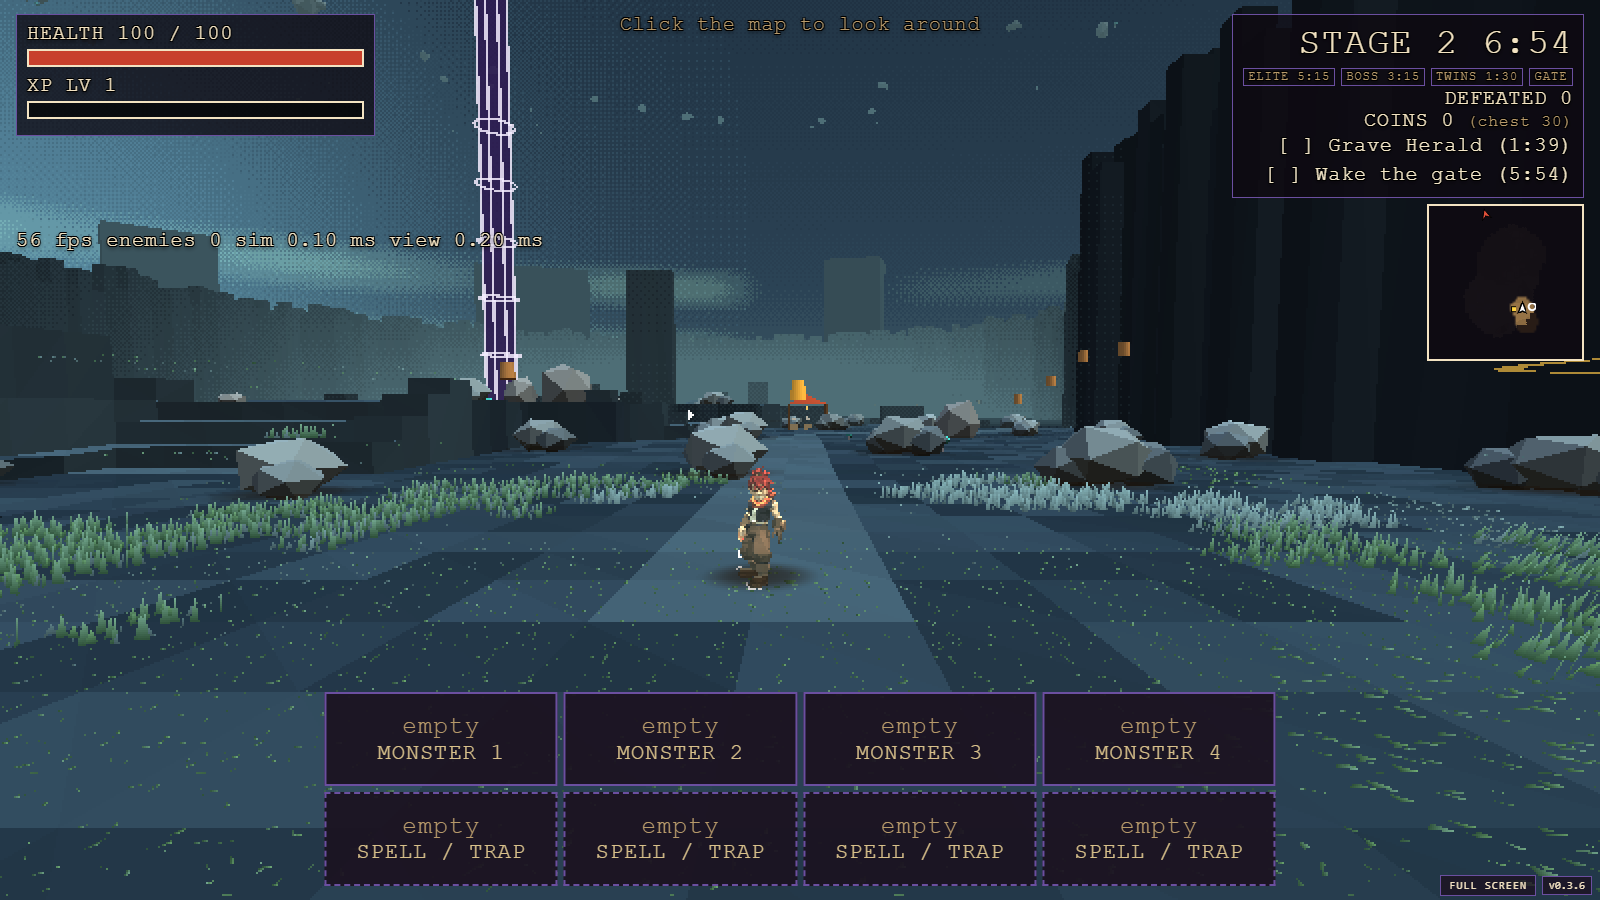 HEALTH 100 / 100
XP LV 1
Click the map to look around
STAGE 2 6:54
ELITE 5:15 BOSS 3:15 TWINS 1:30 GATE
DEFEATED 0
COINS 0 (chest 30)
[ ] Grave Herald (1:39)
[ ] Wake the gate (5:54)
56 fps enemies 0 sim 0.10 ms view 0.20 ms
empty
MONSTER 1
empty
MONSTER 2
empty
MONSTER 3
empty
MONSTER 4
empty
SPELL / TRAP
empty
SPELL / TRAP
empty
SPELL / TRAP
empty
SPELL / TRAP
FULL SCREEN
v0.3.6